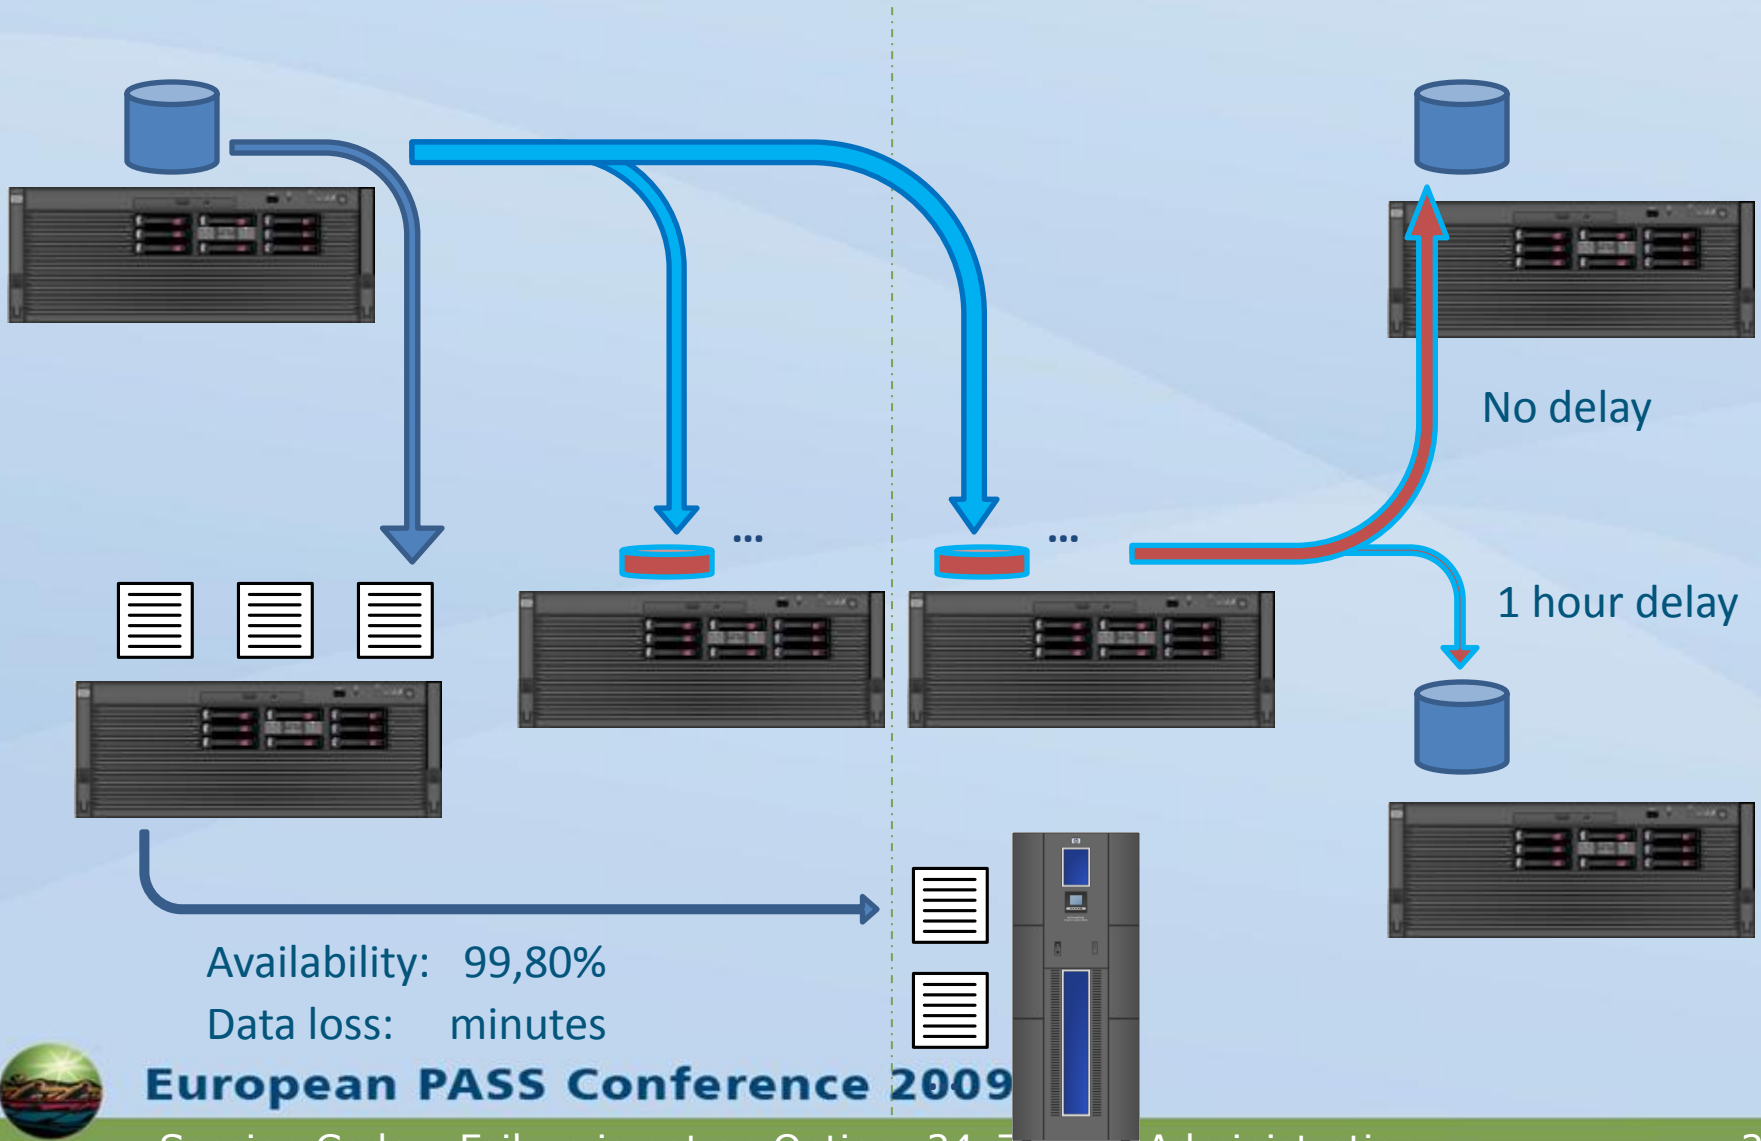 ...
...
No delay
1 hour delay
Availability: 99,80%
Data loss: minutes
European PASS Conference 2009